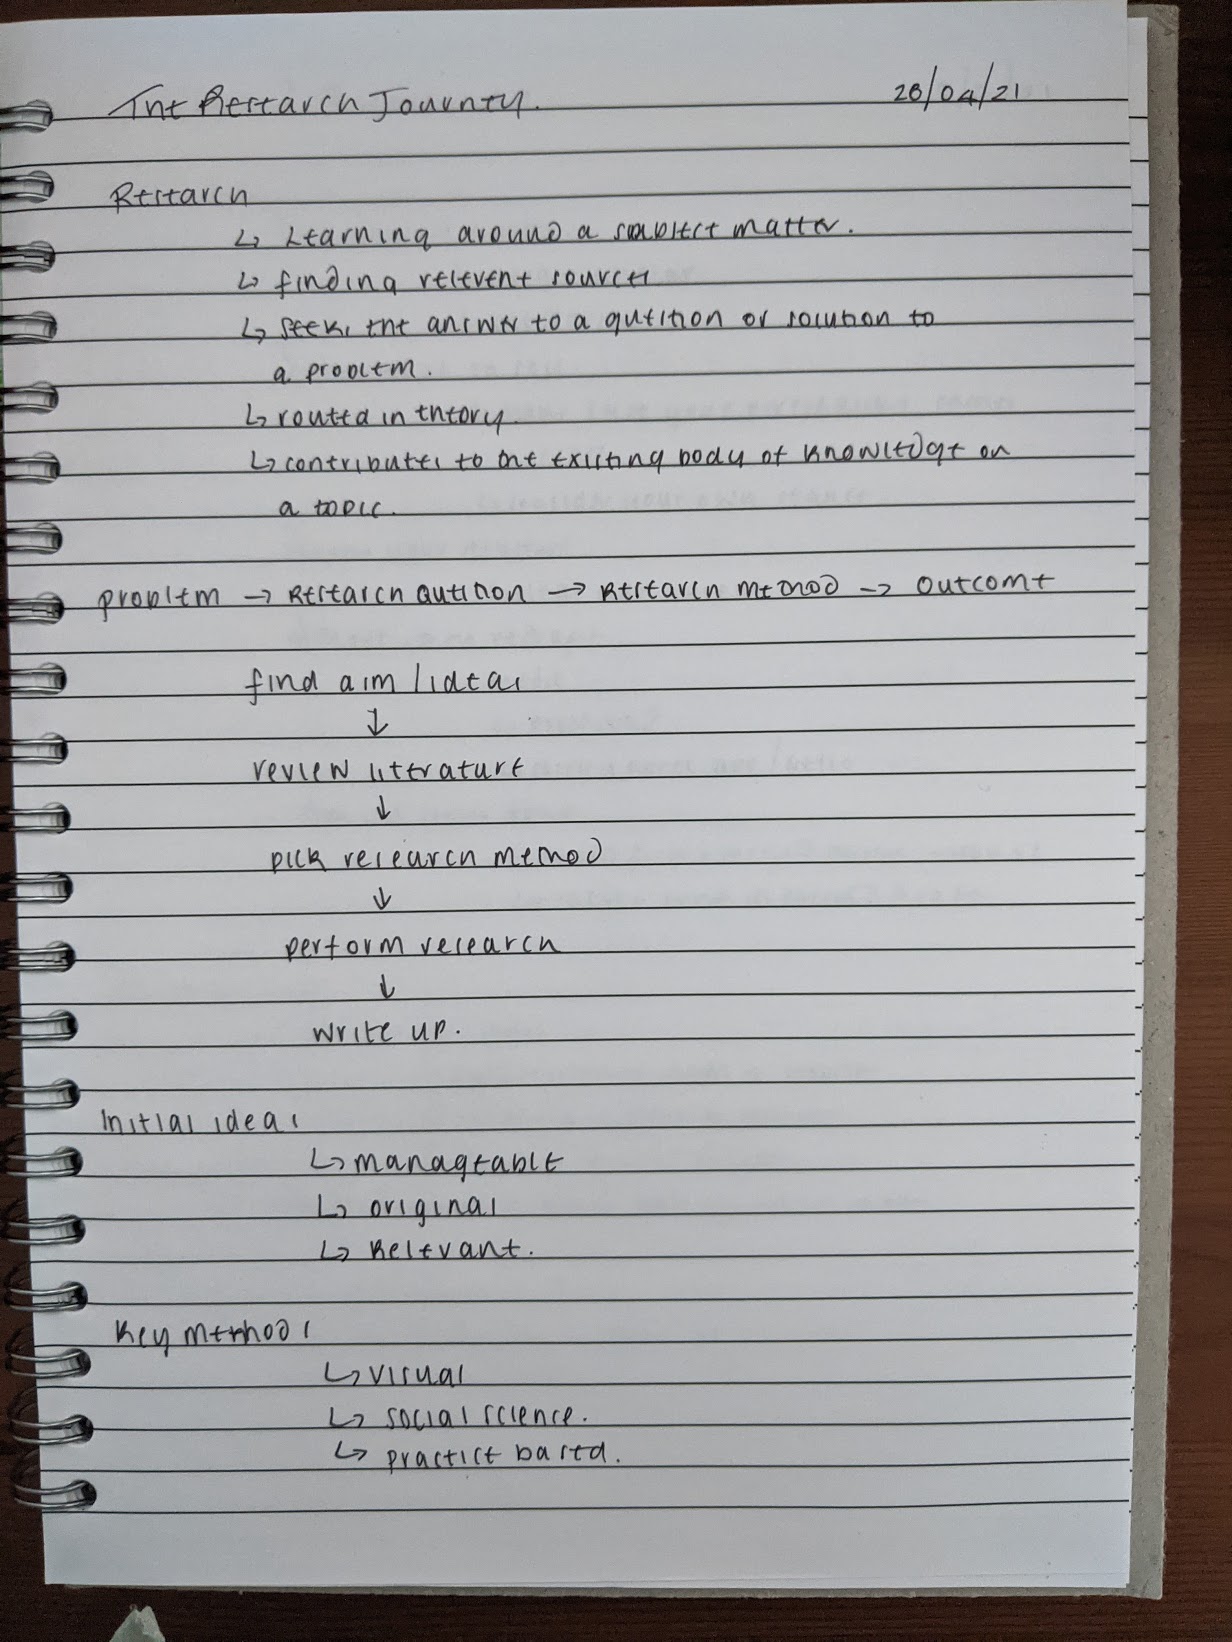 The Research Journey. 28/04/21
Research
↳ Learning around a subject matter.
↳ finding relevent sources
↳ seeks the answer to a question or solution to
a problem.
↳ routed in theory.
↳ contributes to the existing body of knowledge on
a topic.
problem → Research Question → Research method → outcome
find aim / ideas
↓
review litterature
↓
pick research method
↓
perform research
↓
write up.
Initial ideas
↳ manageable
↳ original
↳ Relevant.
Key methods
↳ visual
↳ social science.
↳ practice based.